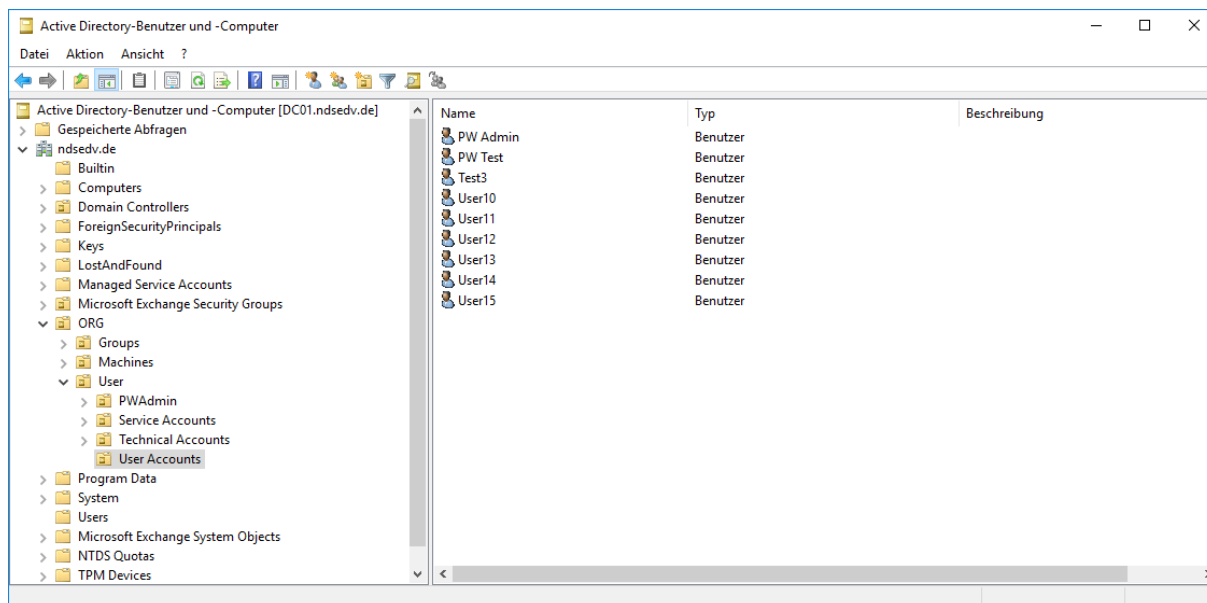 Active Directory-Benutzer und -Computer
Datei Aktion Ansicht ?
Active Directory-Benutzer und -Computer [DC01.ndsedv.de]
Gespeicherte Abfragen
ndsedv.de
Builtin
Computers
Domain Controllers
ForeignSecurityPrincipals
Keys
LostAndFound
Managed Service Accounts
Microsoft Exchange Security Groups
ORG
Groups
Machines
User
PWAdmin
Service Accounts
Technical Accounts
User Accounts
Program Data
System
Users
Microsoft Exchange System Objects
NTDS Quotas
TPM Devices
Name Typ Beschreibung
PW Admin Benutzer
PW Test Benutzer
Test3 Benutzer
User10 Benutzer
User11 Benutzer
User12 Benutzer
User13 Benutzer
User14 Benutzer
User15 Benutzer